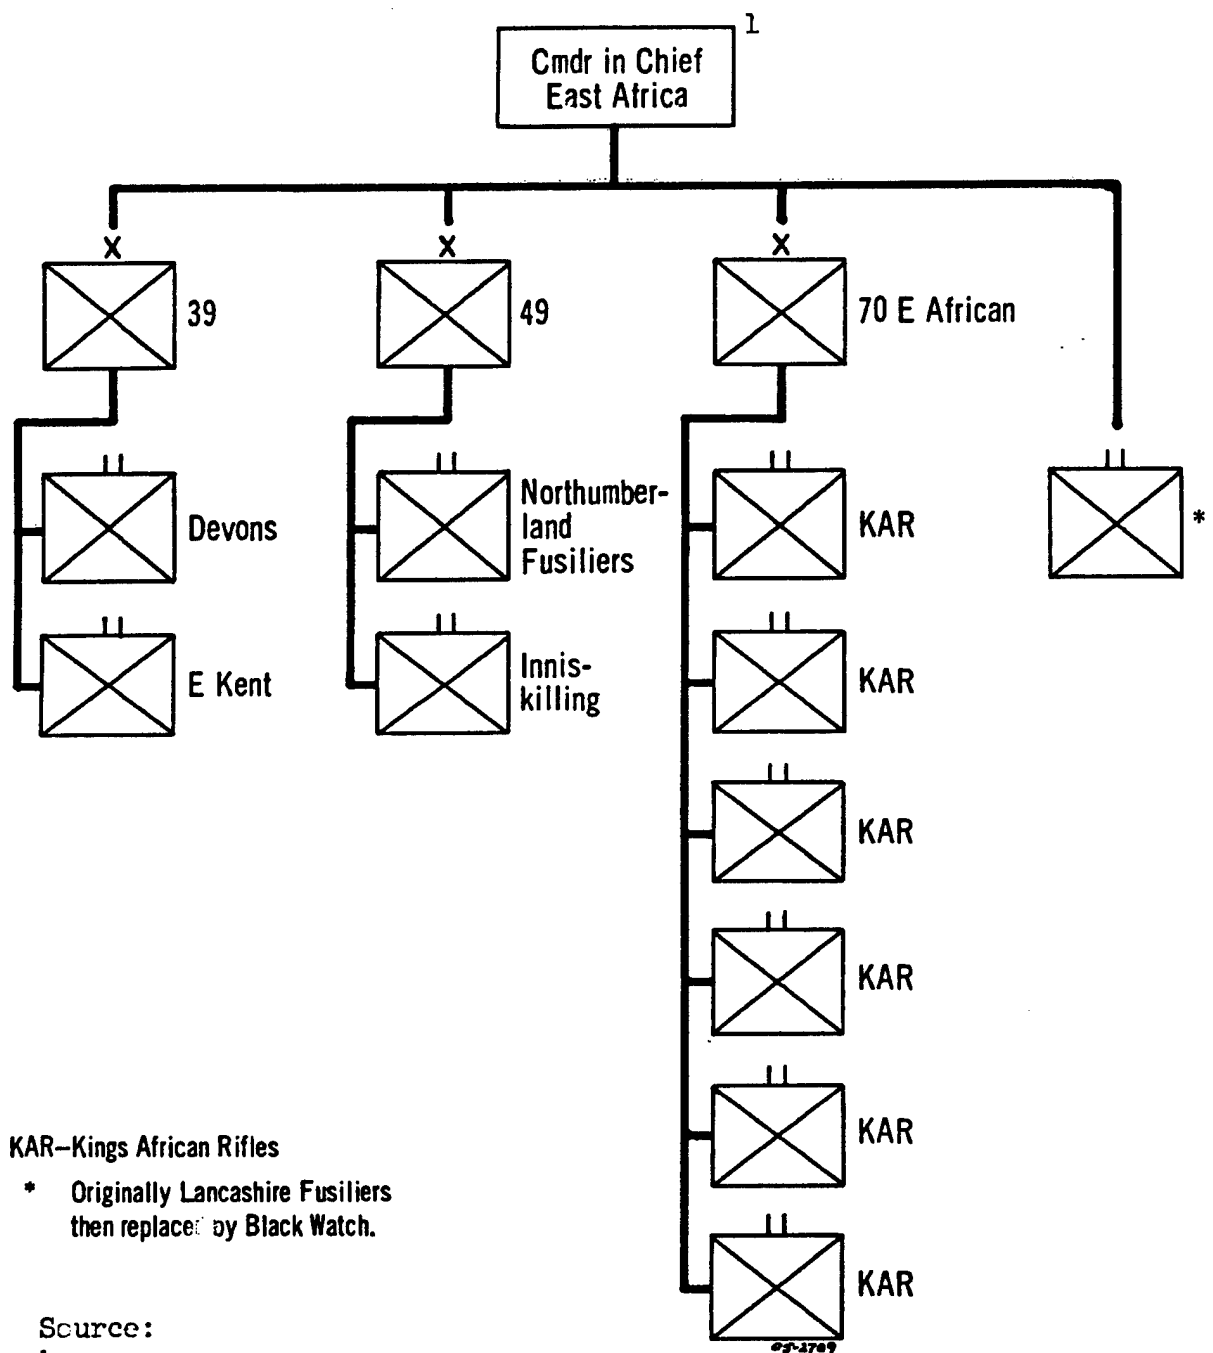 1
Cmdr in Chief
East Africa
X
X
X
39
49
70 E African
Devons
Northumber-
land
Fusiliers
KAR
*
E Kent
Innis-
killing
KAR
KAR
KAR
KAR
KAR
KAR–Kings African Rifles
* Originally Lancashire Fusiliers
then replaced by Black Watch.
Source: